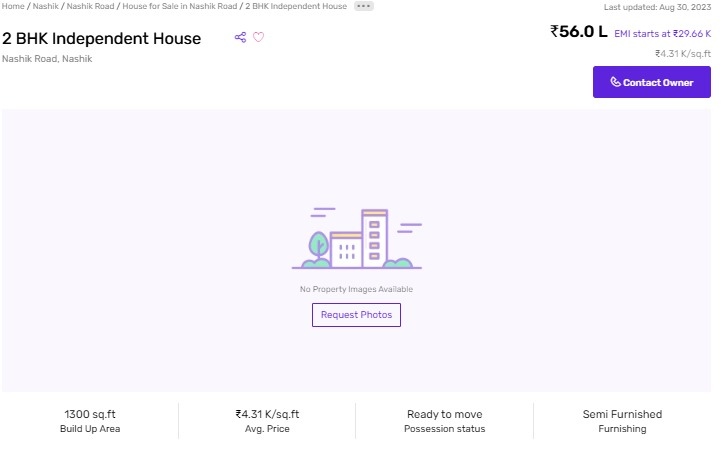 Home / Nashik / Nashik Road / House for Sale in Nashik Road / 2 BHK Independent House
Last updated: Aug 30, 2023
2 BHK Independent House
₹56.0 L EMI starts at ₹29.66 K
Nashik Road, Nashik
₹4.31 K/sq.ft
Contact Owner
No Property Images Available
Request Photos
1300 sq.ft
Build Up Area
₹4.31 K/sq.ft
Avg. Price
Ready to move
Possession status
Semi Furnished
Furnishing